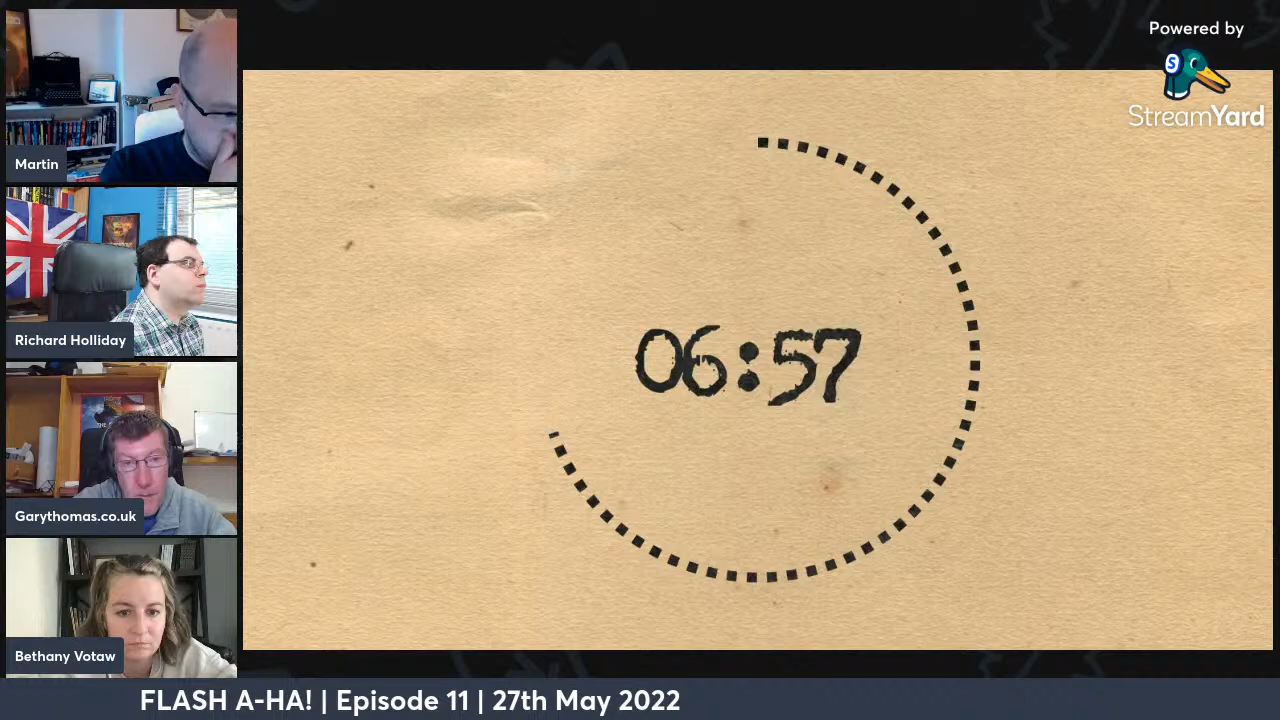 Powered by
StreamYard
Martin
Richard Holliday
Garythomas.co.uk
Bethany Votaw
06:57
FLASH A-HA! | Episode 11 | 27th May 2022